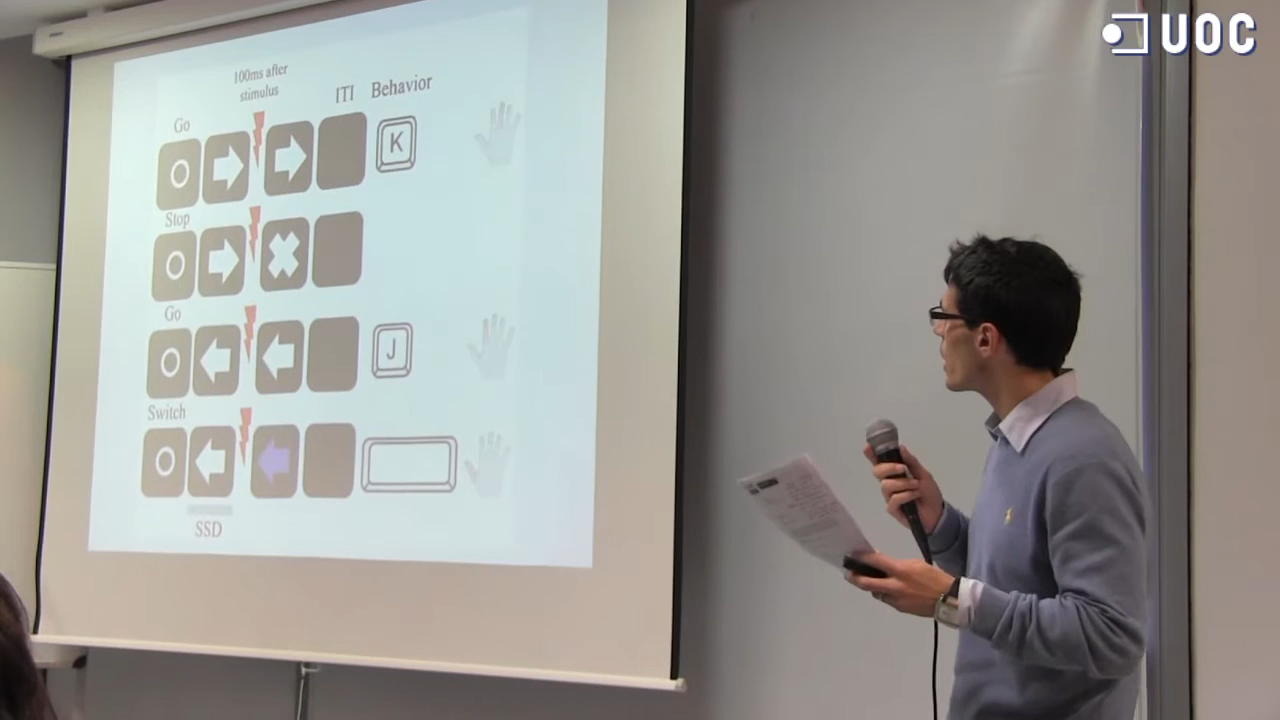 UOC
100ms after
stimulus
ITI
Behavior
Go
K
Stop
Go
J
Switch
SSD